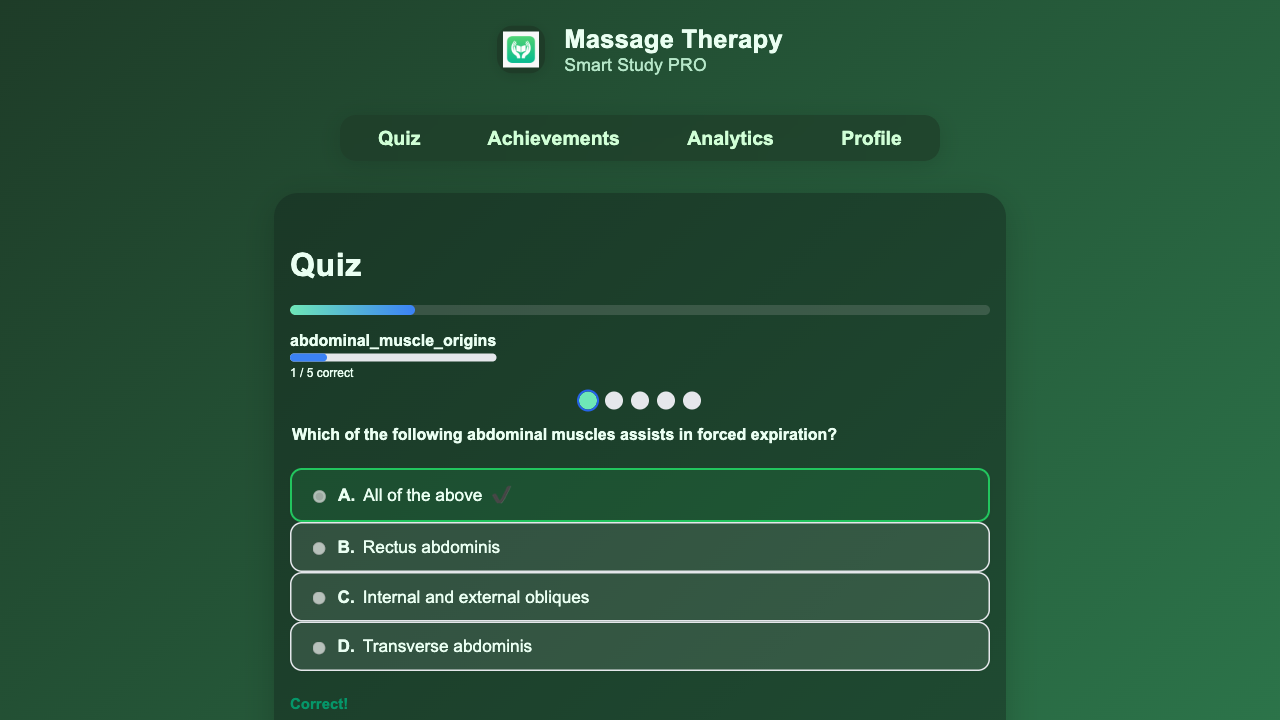 Massage Therapy
Smart Study PRO
Quiz Achievements Analytics Profile
Quiz
abdominal_muscle_origins
1 / 5 correct
Which of the following abdominal muscles assists in forced expiration?
A. All of the above ✔
B. Rectus abdominis
C. Internal and external obliques
D. Transverse abdominis
Correct!